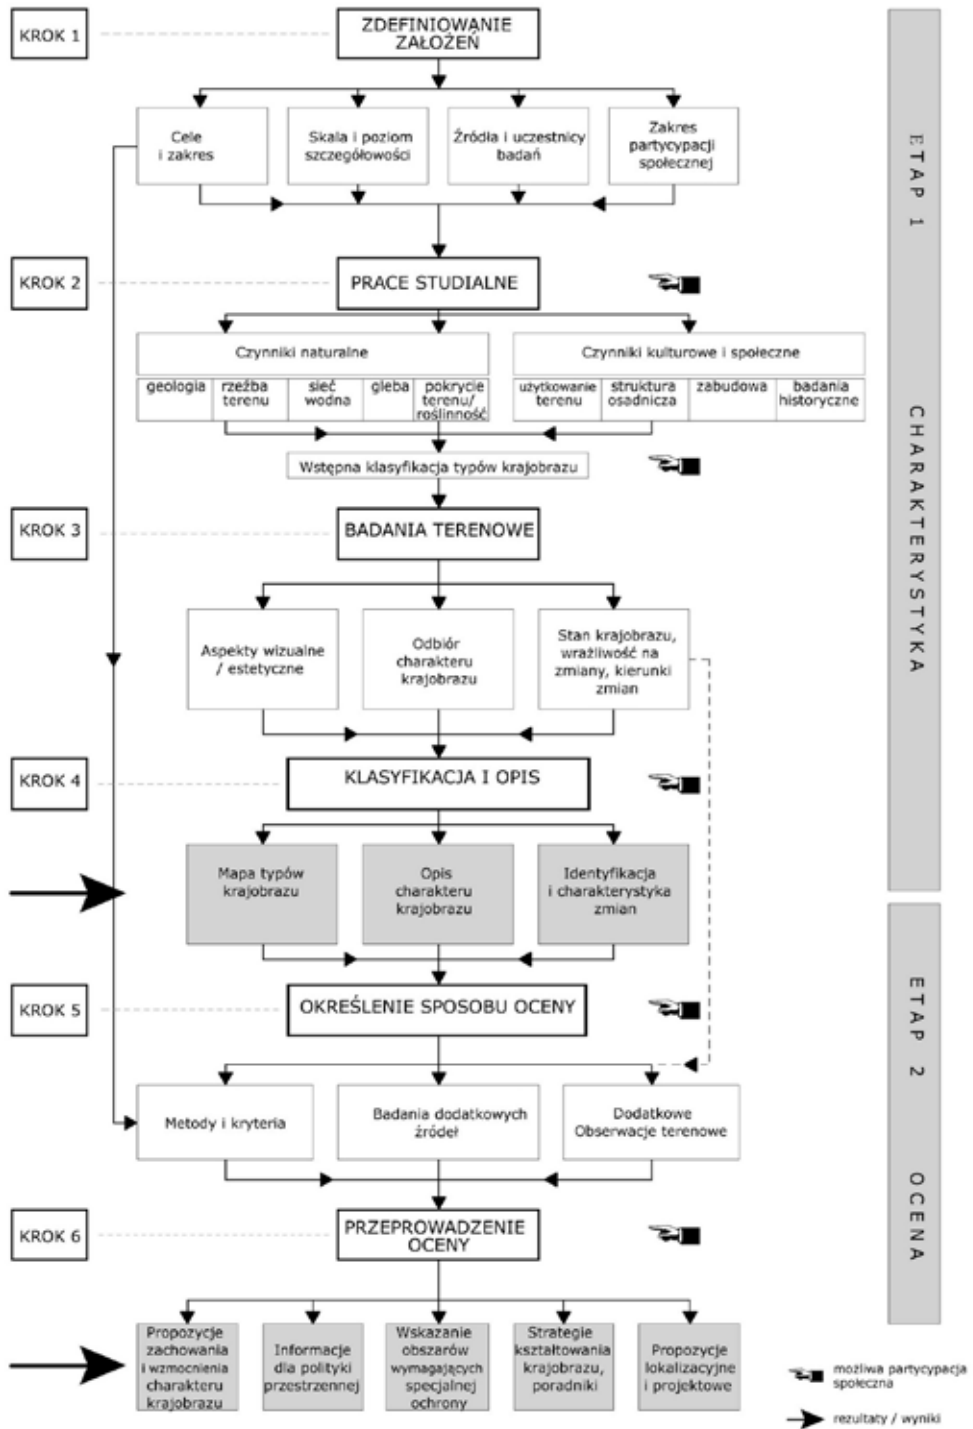 KROK 1
ZDEFINIOWANIE
ZAŁOŻEŃ
Cele
i zakres
Skala i poziom
szczegółowości
Źródła i uczestnicy
badań
Zakres
partycypacji
społecznej
KROK 2
PRACE STUDIALNE
Czynniki naturalne
Czynniki kulturowe i społeczne
geologia
rzeźba
terenu
sieć
wodna
gleba
pokrycie
terenu/
roślinność
użytkowanie
terenu
struktura
osadnicza
zabudowa
badania
historyczne
Wstępna klasyfikacja typów krajobrazu
KROK 3
BADANIA TERENOWE
Aspekty wizualne
/ estetyczne
Odbiór
charakteru
krajobrazu
Stan krajobrazu,
wrażliwość na
zmiany, kierunki
zmian
KROK 4
KLASYFIKACJA I OPIS
Mapa typów
krajobrazu
Opis
charakteru
krajobrazu
Identyfikacja
i charakterystyka
zmian
KROK 5
OKREŚLENIE SPOSOBU OCENY
Metody i kryteria
Badania dodatkowych
źródeł
Dodatkowe
Obserwacje terenowe
KROK 6
PRZEPROWADZENIE
OCENY
Propozycje
zachowania
i wzmocnienia
charakteru
krajobrazu
Informacje
dla polityki
przestrzennej
Wskazanie
obszarów
wymagających
specjalnej
ochrony
Strategie
kształtowania
krajobrazu,
poradniki
Propozycje
lokalizacyjne
i projektowe
ETAP 1
CHARAKTERYSTYKA
ETAP 2
OCENA
możliwa partycypacja
społeczna
rezultaty / wyniki